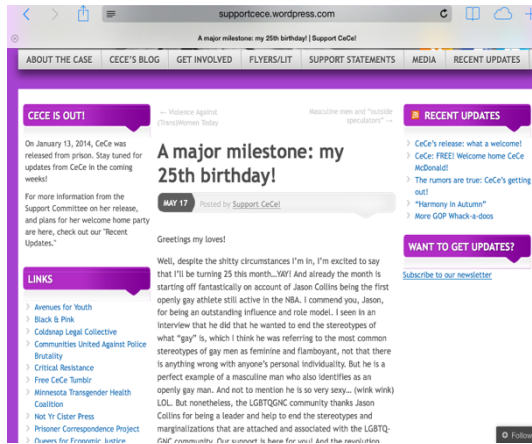 supportcece.wordpress.com
A major milestone: my 25th birthday! | Support CeCe!
ABOUT THE CASE
CECE'S BLOG
GET INVOLVED
FLYERS/LIT
SUPPORT STATEMENTS
MEDIA
RECENT UPDATES
CECE IS OUT!
On January 13, 2014, CeCe was
released from prison. Stay tuned for
updates from CeCe in the coming
weeks!
For more information from the
Support Committee on her release,
and plans for her welcome home party
are here, check out our "Recent
Updates."
LINKS
Avenues for Youth
Black & Pink
Coldsnap Legal Collective
Communities United Against Police
Brutality
Critical Resistance
Free CeCe Tumblr
Minnesota Transgender Health
Coalition
Not Yr Cister Press
Prisoner Correspondence Project
Queers for Economic Justice
← Violence Against
(Trans)Women Today
Masculine men and "outside
speculators" →
A major milestone: my
25th birthday!
MAY 17
Posted by Support CeCe!
Greetings my loves!
Well, despite the shitty circumstances I'm in, I'm excited to say
that I'll be turning 25 this month...YAY! And already the month is
starting off fantastically on account of Jason Collins being the first
openly gay athlete still active in the NBA. I commend you, Jason,
for being an outstanding influence and role model. I seen in an
interview that he did that he wanted to end the stereotypes of
what "gay" is, which I think he was referring to the most common
stereotypes of gay men as feminine and flamboyant, not that there
is anything wrong with anyone's personal individuality. But he is a
perfect example of a masculine man who also identifies as an
openly gay man. And not to mention he is so very sexy... (wink wink)
LOL. But nonetheless, the LGBTQGNC community thanks Jason
Collins for being a leader and help to end the stereotypes and
marginalizations that are attached and associated with the LGBTQ-
GNC community. Our support is here for you! And the revolution
RECENT UPDATES
CeCe's release: what a welcome!
CeCe: FREE! Welcome home CeCe
McDonald!
The rumors are true: CeCe's getting
out!
"Harmony in Autumn"
More GOP Whack-a-doos
WANT TO GET UPDATES?
Subscribe to our newsletter
Follow